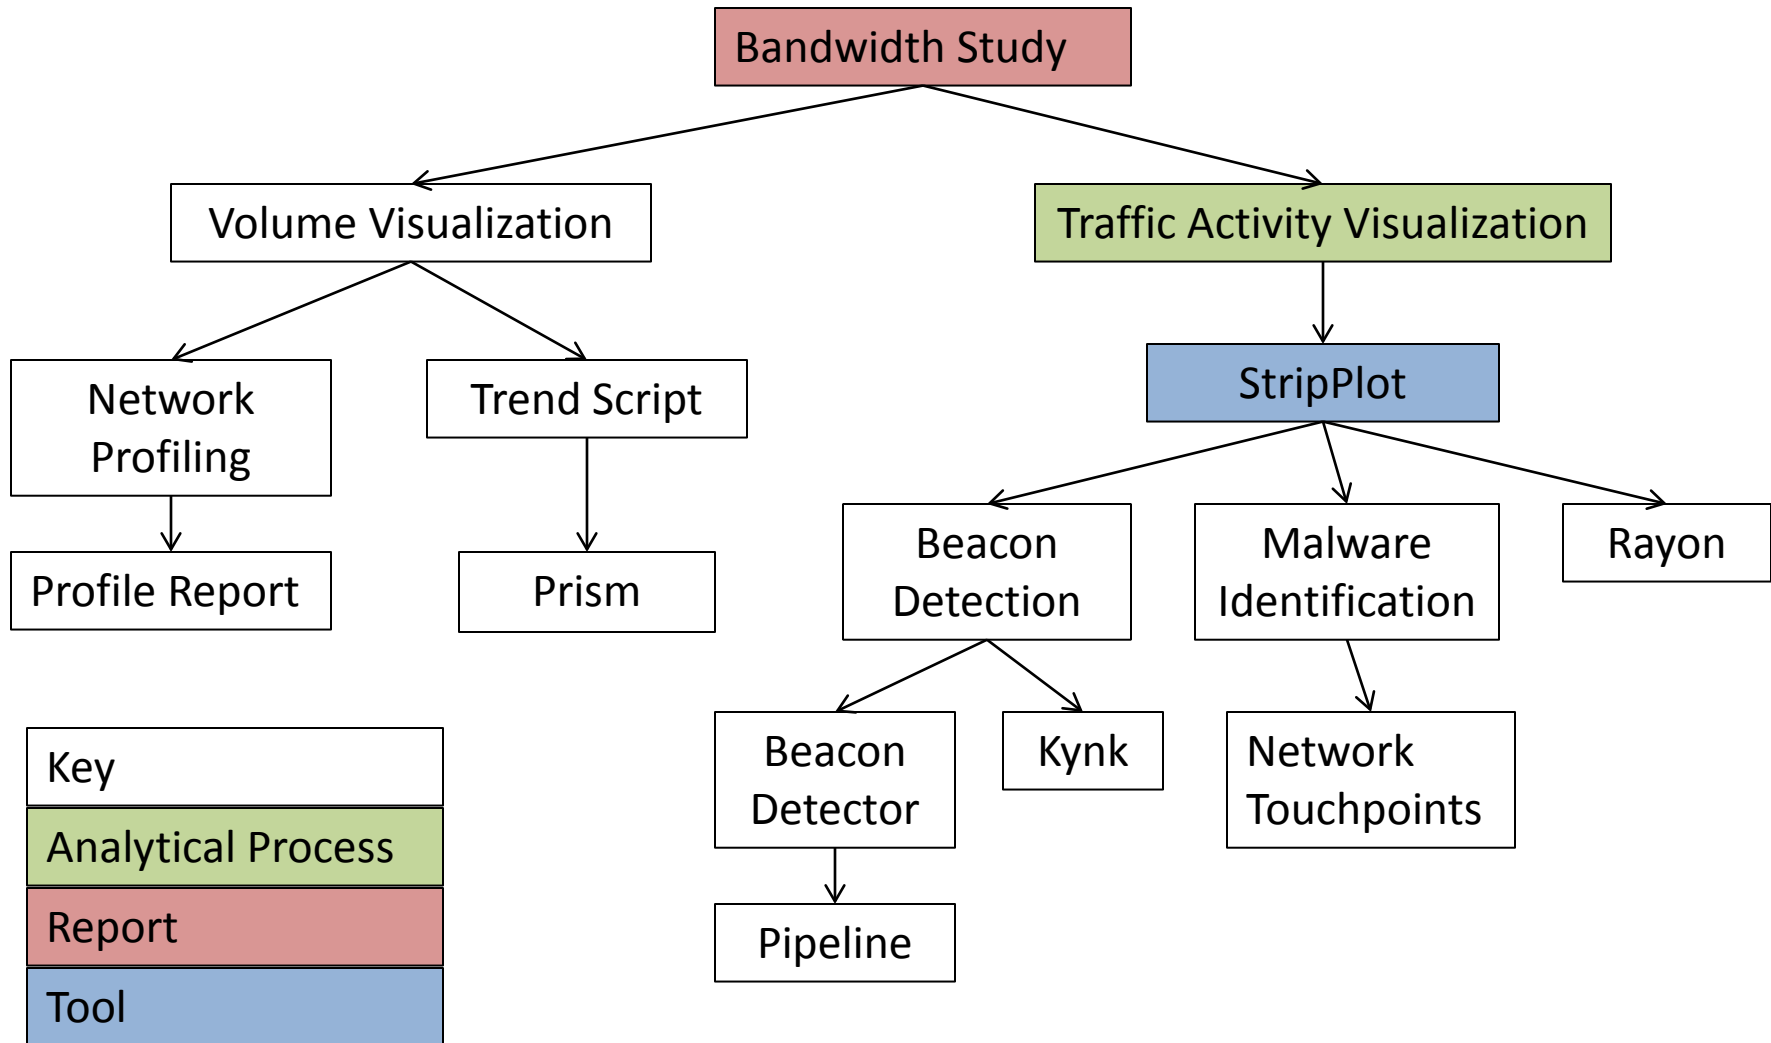 Bandwidth Study
Volume Visualization
Traffic Activity Visualization
Network
Profiling
Trend Script
StripPlot
Profile Report
Prism
Beacon
Detection
Malware
Identification
Rayon
Beacon
Detector
Kynk
Network
Touchpoints
Pipeline
Key
Analytical Process
Report
Tool